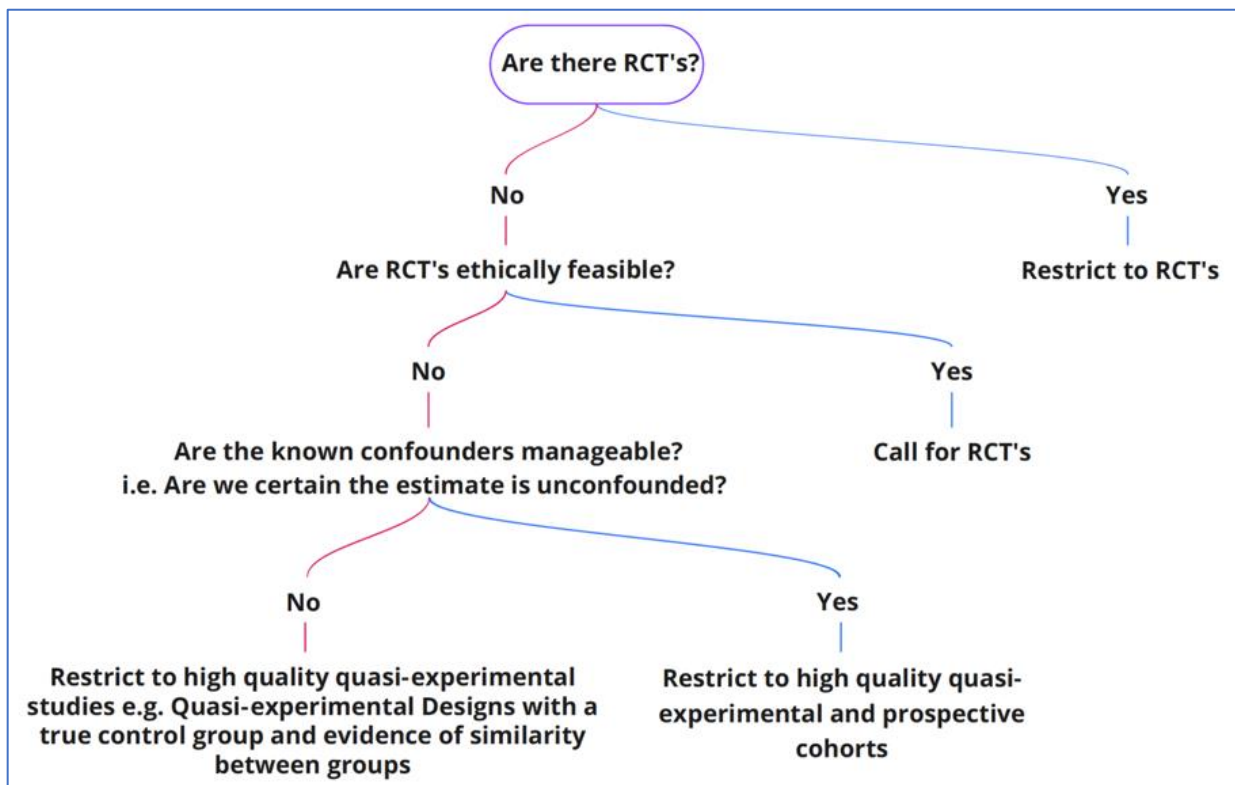 Are there RCT's?
No
Yes
Are RCT's ethically feasible?
Restrict to RCT's
No
Yes
Are the known confounders manageable?
i.e. Are we certain the estimate is unconfounded?
Call for RCT's
No
Yes
Restrict to high quality quasi-experimental
studies e.g. Quasi-experimental Designs with a
true control group and evidence of similarity
between groups
Restrict to high quality quasi-
experimental and prospective
cohorts